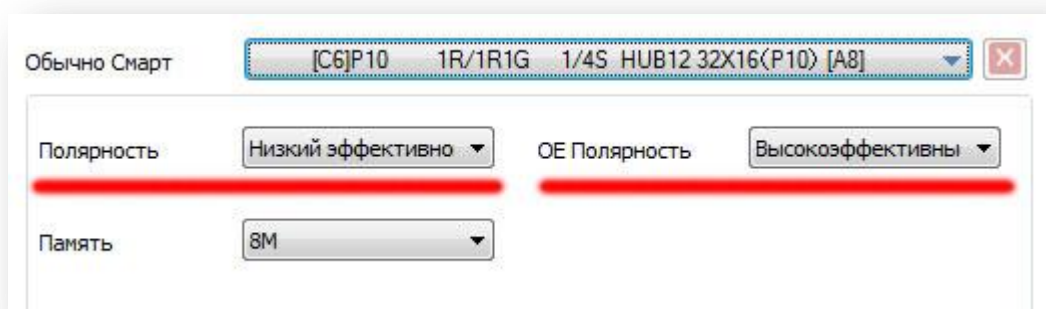 Обычно Смарт [C6]P10 1R/1R1G 1/4S HUB12 32X16(P10) [A8]
Полярность Низкий эффективно ОЕ Полярность Высокоэффективны
Память 8M